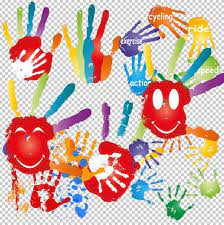 cycling
ride
exercise
speed
action